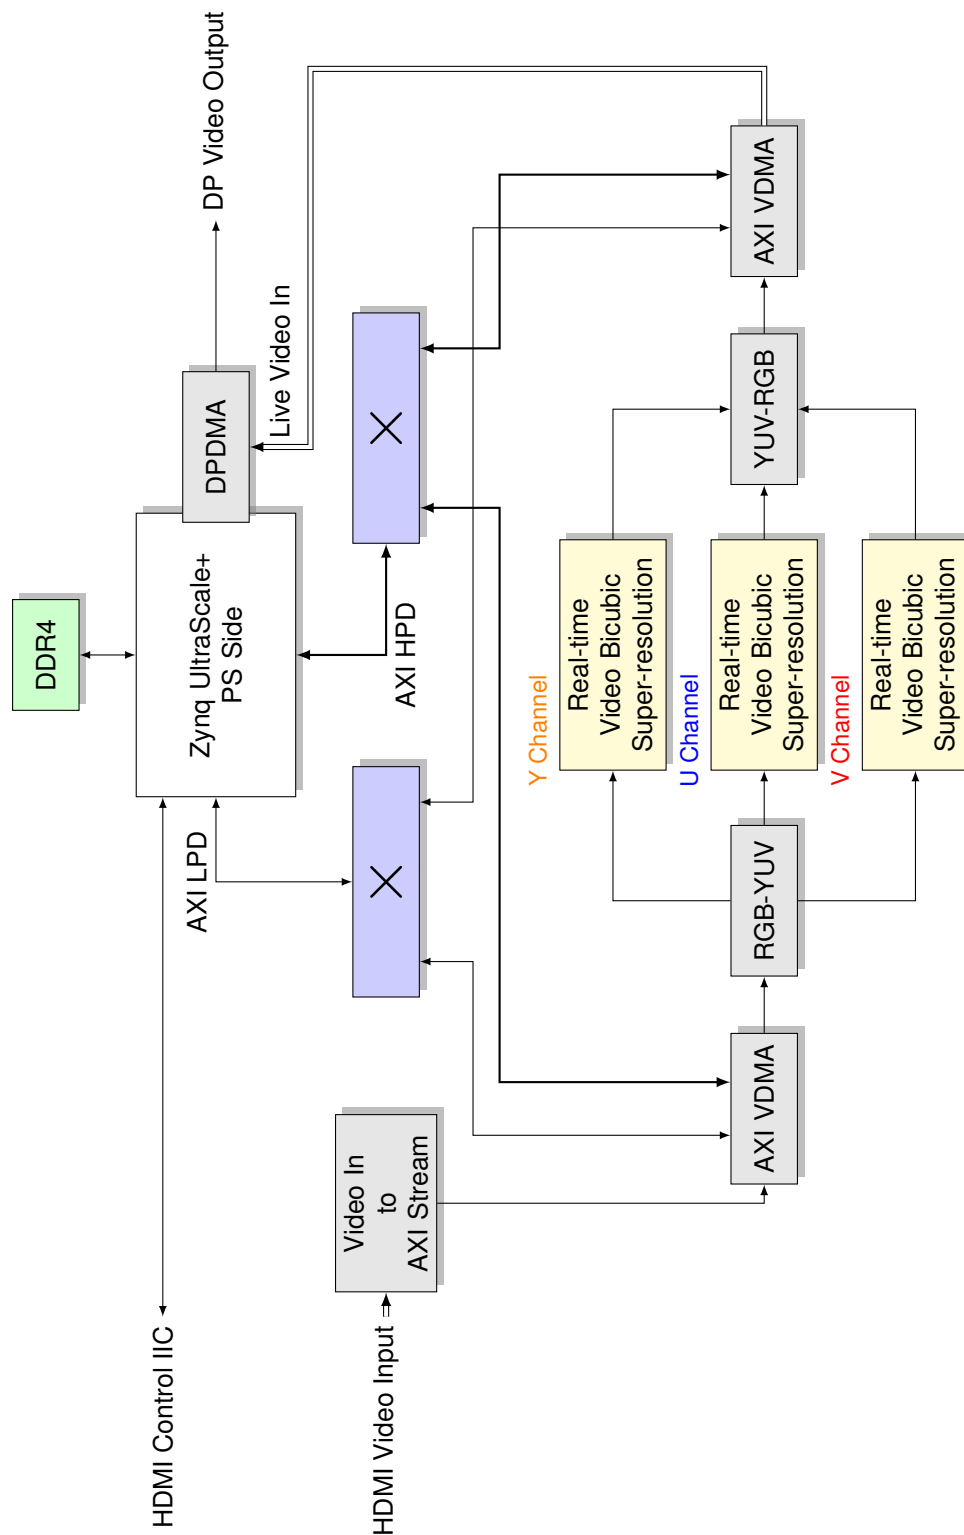 DDR4
HDMI Control IIC
Zynq UltraScale+
PS Side
DPDMA
DP Video Output
AXI LPD
Live Video In
AXI HPD
HDMI Video Input
Video In
to
AXI Stream
Y Channel
Real-time
Video Bicubic
Super-resolution
U Channel
Real-time
Video Bicubic
Super-resolution
V Channel
Real-time
Video Bicubic
Super-resolution
AXI VDMA
RGB-YUV
YUV-RGB
AXI VDMA